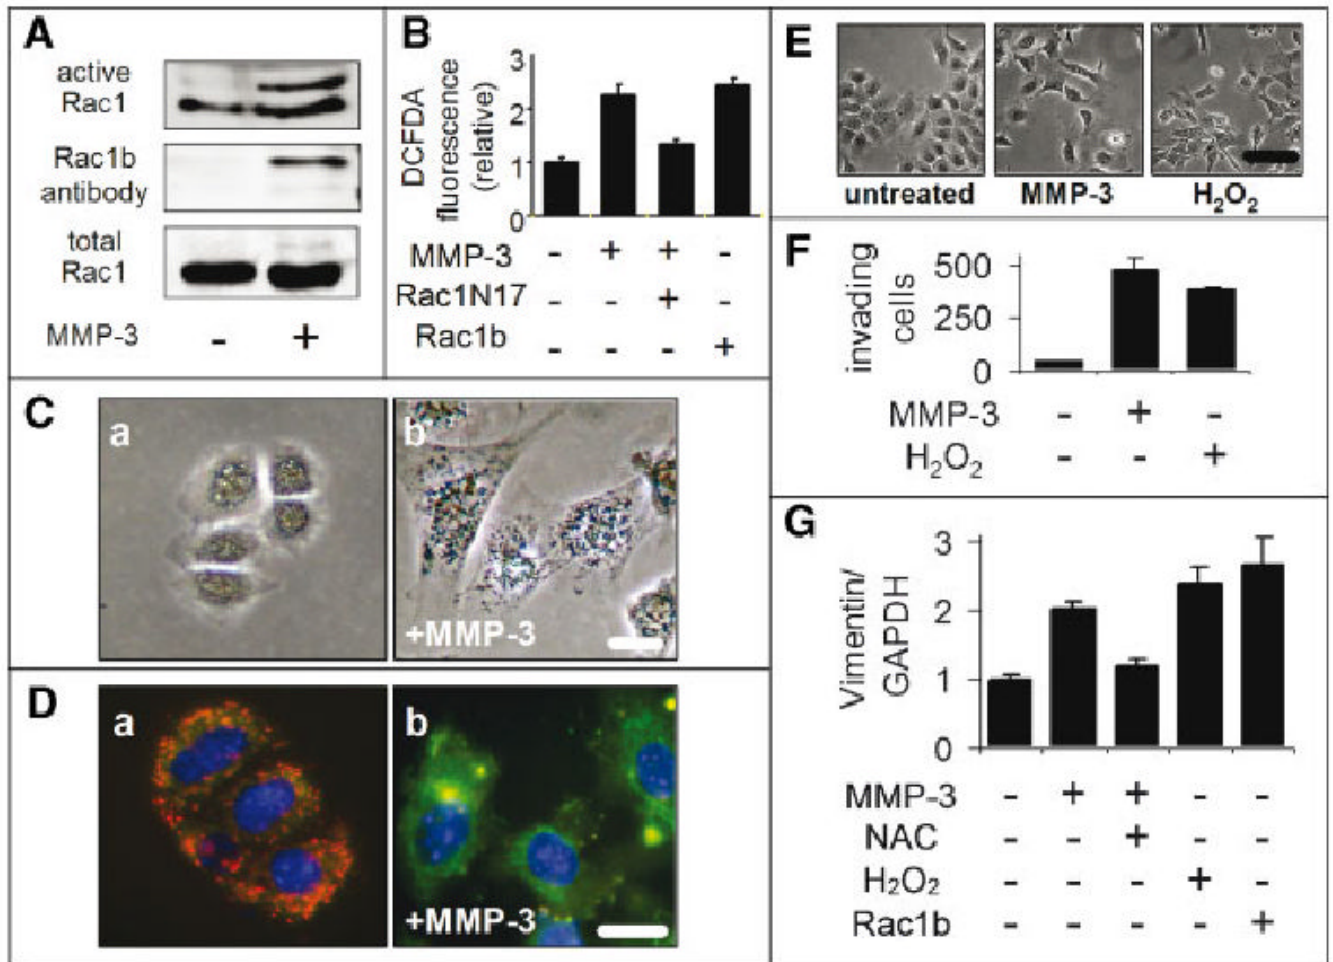 A
active
Rac1
Rac1b
antibody
total
Rac1
MMP-3 - +
B
DCFDA
fluorescence
(relative)
3
2
1
0
MMP-3 - + + -
Rac1N17 - - + -
Rac1b - - - +
C
a
b
+MMP-3
D
a
b
+MMP-3
E
untreated MMP-3 H₂O₂
F
invading
cells
500
250
0
MMP-3 - + -
H₂O₂ - - +
G
Vimentin/
GAPDH
3
2
1
0
MMP-3 - + + - -
NAC - - + - -
H₂O₂ - - - + -
Rac1b - - - - +